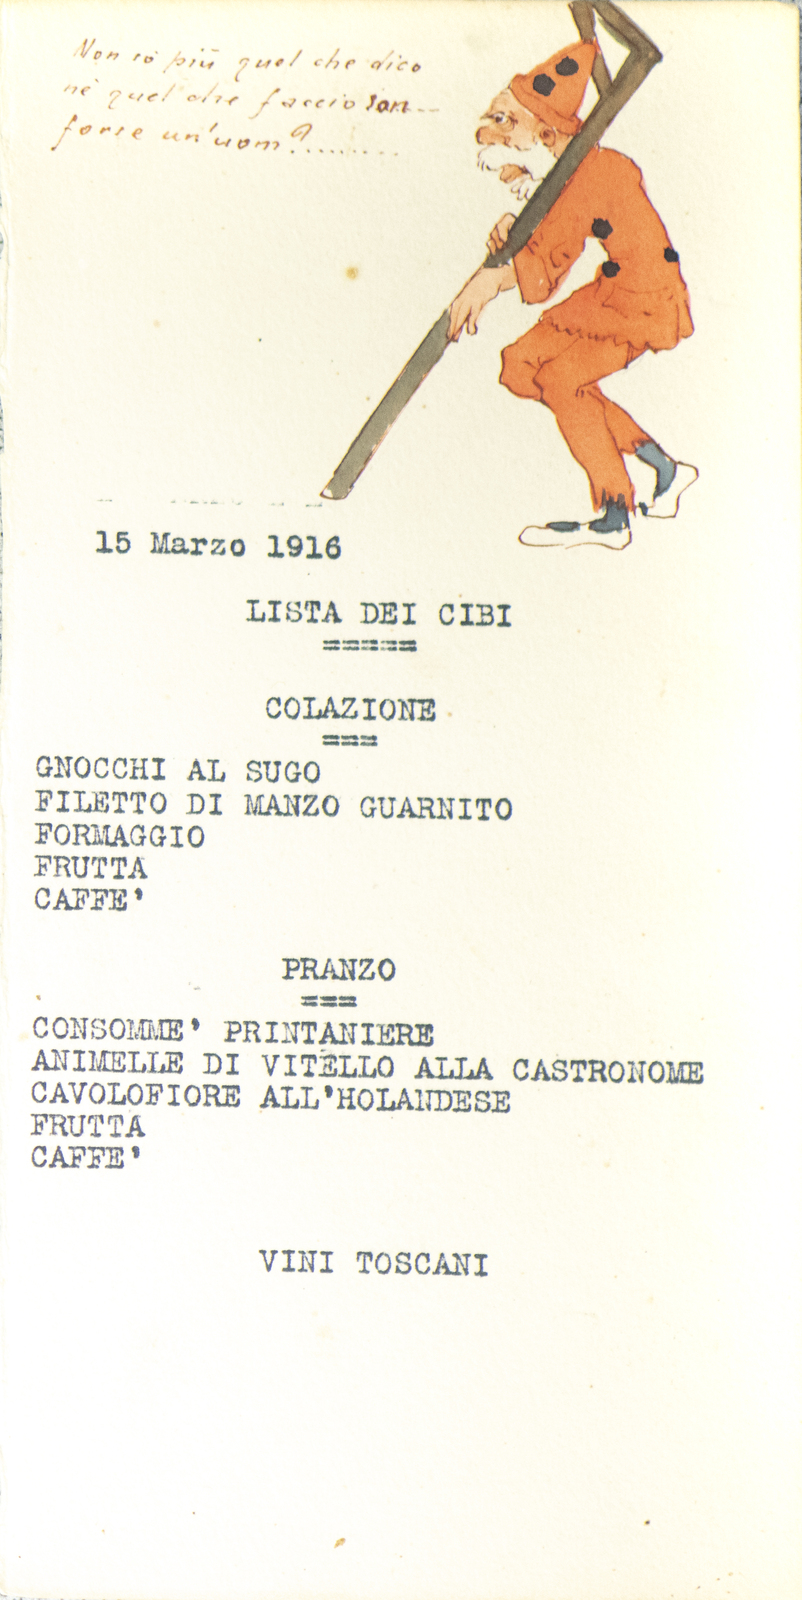 Non so più quel che dico
nè quel che faccio son
forse un'uom?........
15 Marzo 1916
LISTA DEI CIBI
=====
COLAZIONE
===
GNOCCHI AL SUGO
FILETTO DI MANZO GUARNITO
FORMAGGIO
FRUTTA
CAFFE'
PRANZO
===
CONSOMME' PRINTANIERE
ANIMELLE DI VITELLO ALLA CASTRONOME
CAVOLOFIORE ALL'HOLANDESE
FRUTTA
CAFFE'
VINI TOSCANI